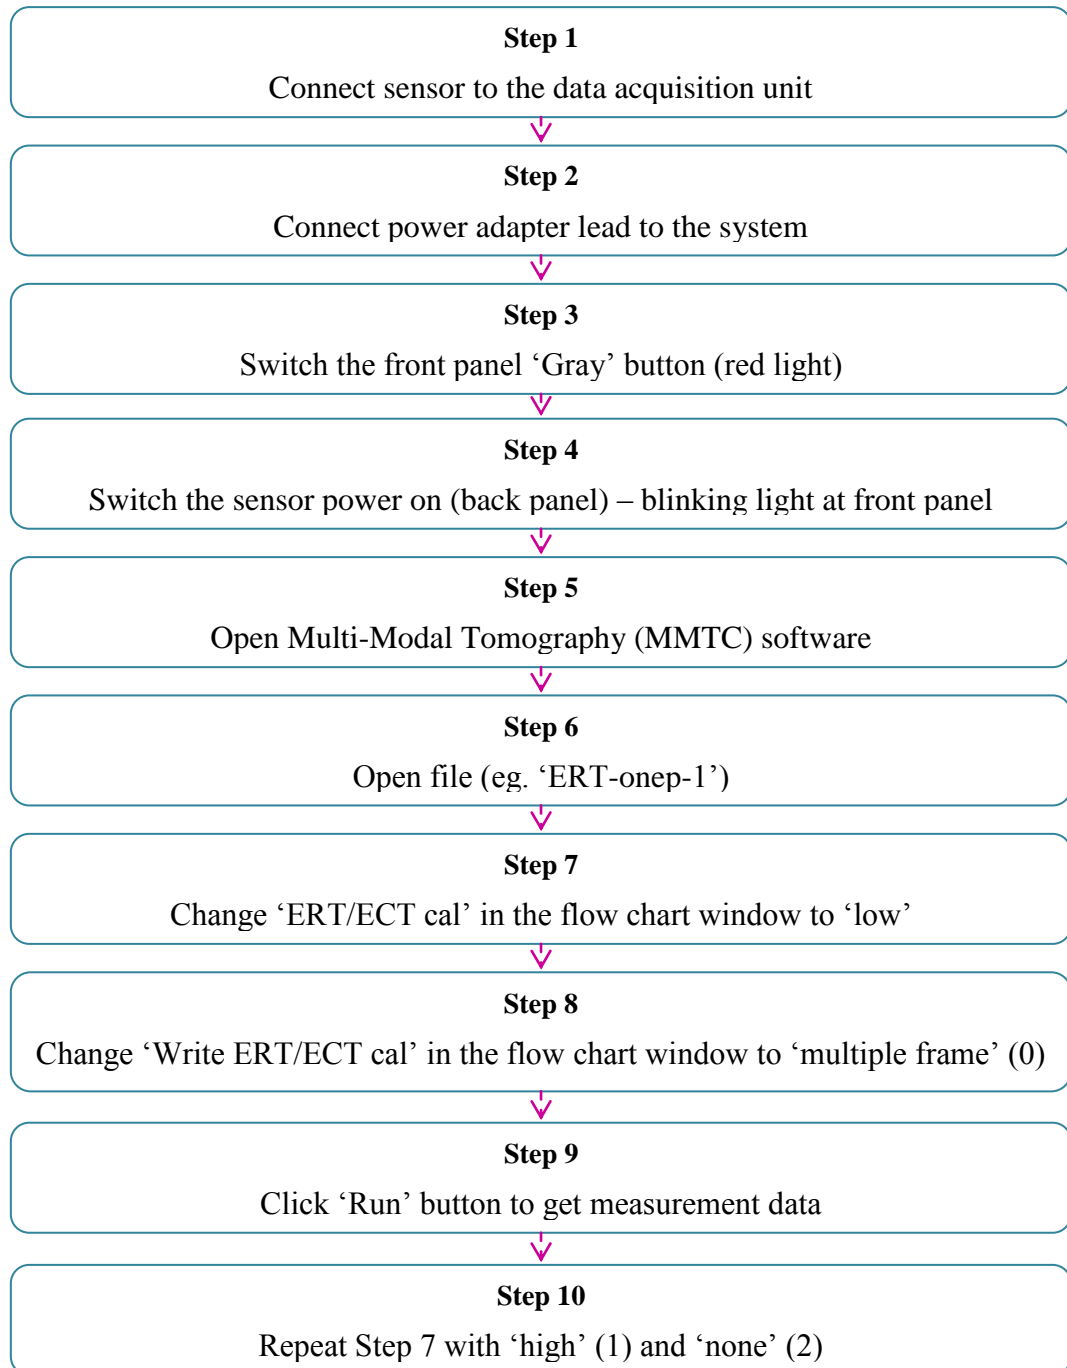 Step 1
Connect sensor to the data acquisition unit
Step 2
Connect power adapter lead to the system
Step 3
Switch the front panel ‘Gray’ button (red light)
Step 4
Switch the sensor power on (back panel) – blinking light at front panel
Step 5
Open Multi-Modal Tomography (MMTC) software
Step 6
Open file (eg. ‘ERT-onep-1’)
Step 7
Change ‘ERT/ECT cal’ in the flow chart window to ‘low’
Step 8
Change ‘Write ERT/ECT cal’ in the flow chart window to ‘multiple frame’ (0)
Step 9
Click ‘Run’ button to get measurement data
Step 10
Repeat Step 7 with ‘high’ (1) and ‘none’ (2)